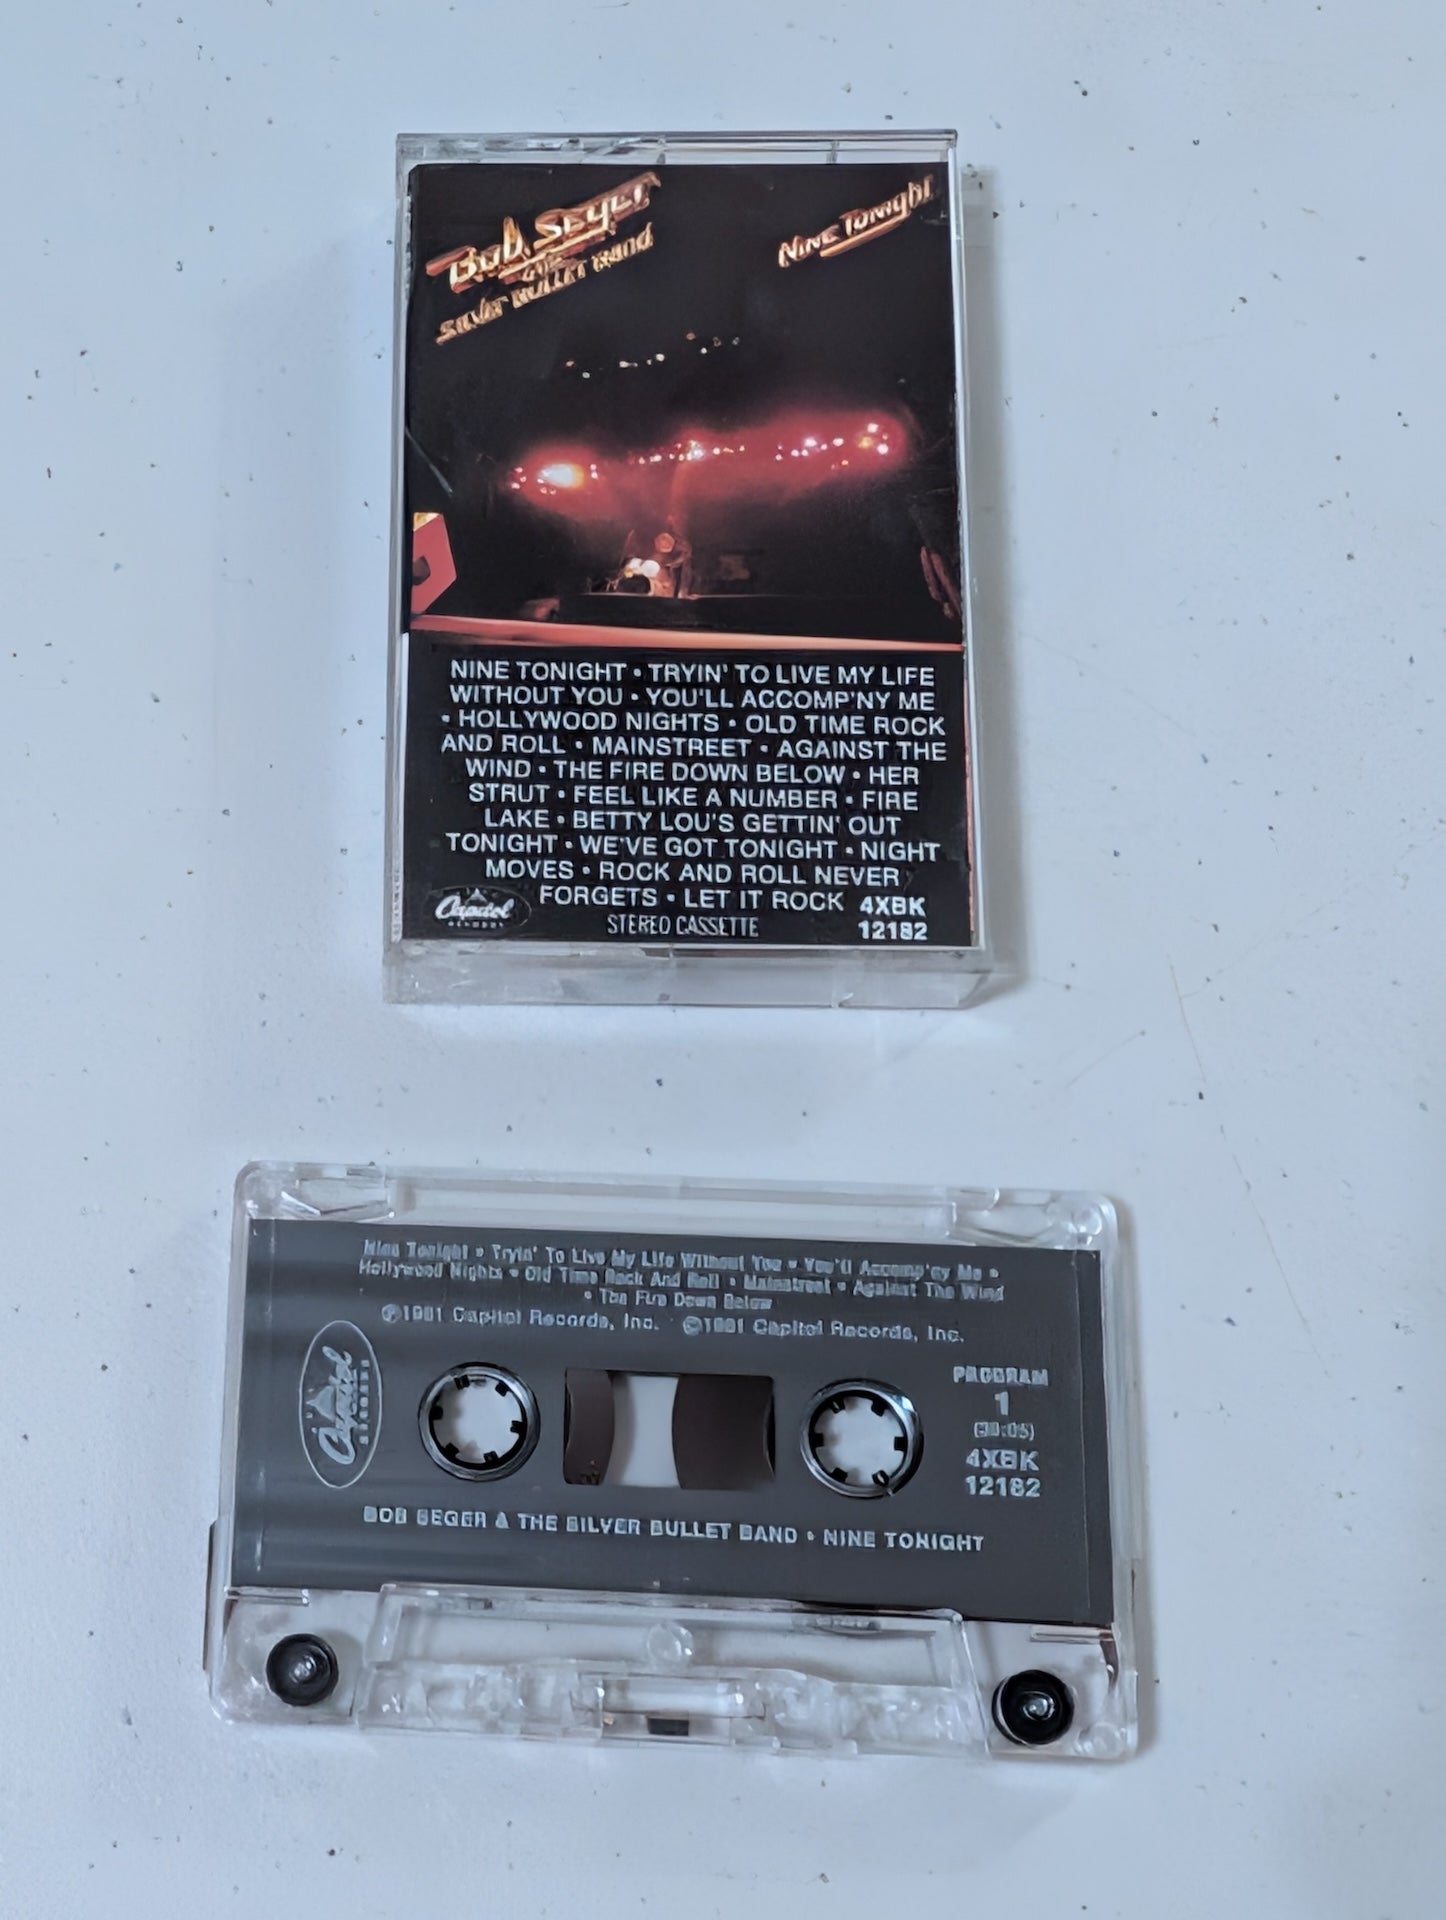 Bob Seger
and
Silver Bullet Band
Nine Tonight
NINE TONIGHT • TRYIN' TO LIVE MY LIFE
WITHOUT YOU • YOU'LL ACCOMP'NY ME
• HOLLYWOOD NIGHTS • OLD TIME ROCK
AND ROLL • MAINSTREET • AGAINST THE
WIND • THE FIRE DOWN BELOW • HER
STRUT • FEEL LIKE A NUMBER • FIRE
LAKE • BETTY LOU'S GETTIN' OUT
TONIGHT • WE'VE GOT TONIGHT • NIGHT
MOVES • ROCK AND ROLL NEVER
FORGETS • LET IT ROCK
4XBK
12182
Capitol
RECORDS
STEREO CASSETTE
Nine Tonight • Tryin' To Live My Life Without You • You'll Accomp'ny Me •
Hollywood Nights • Old Time Rock And Roll • Mainstreet • Against The Wind
• The Fire Down Below
℗1981 Capitol Records, Inc. ©1981 Capitol Records, Inc.
Capitol
RECORDS
PROGRAM
1
4XBK
12182
BOB SEGER & THE SILVER BULLET BAND • NINE TONIGHT